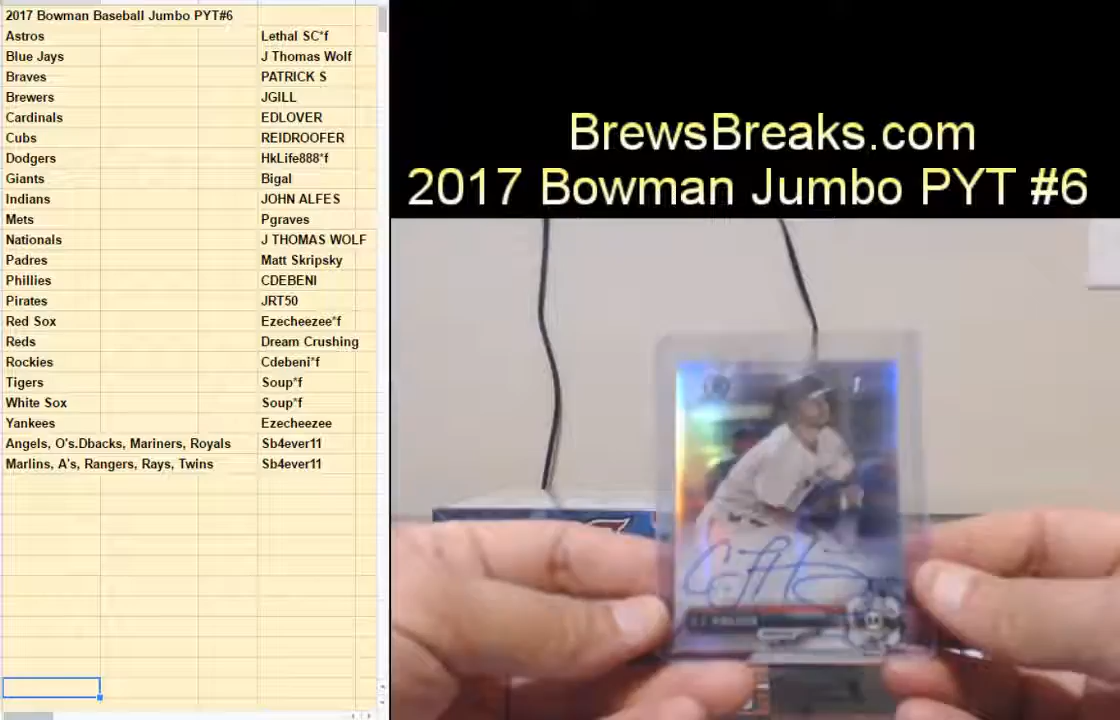 2017 Bowman Baseball Jumbo PYT#6
Astros Lethal SC*f
Blue Jays J Thomas Wolf
Braves PATRICK S
Brewers JGILL
Cardinals EDLOVER
Cubs REIDROOFER
Dodgers HkLife888*f
Giants Bigal
Indians JOHN ALFES
Mets Pgraves
Nationals J THOMAS WOLF
Padres Matt Skripsky
Phillies CDEBENI
Pirates JRT50
Red Sox Ezecheezee*f
Reds Dream Crushing
Rockies Cdebeni*f
Tigers Soup*f
White Sox Soup*f
Yankees Ezecheezee
Angels, O's.Dbacks, Mariners, Royals Sb4ever11
Marlins, A's, Rangers, Rays, Twins Sb4ever11
BrewsBreaks.com
2017 Bowman Jumbo PYT #6